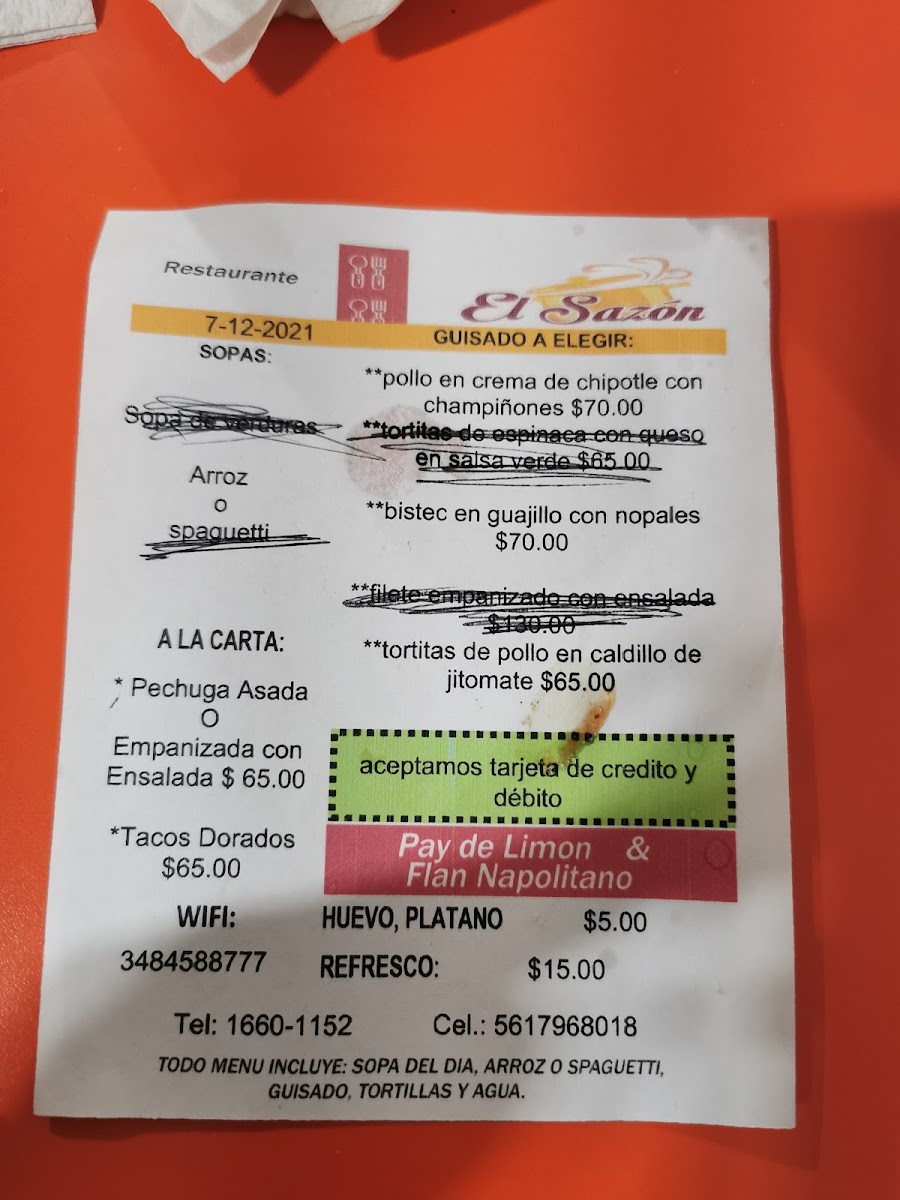 Restaurante
El Sazón
7-12-2021
SOPAS:
Sopa de verduras
Arroz
o
spaguetti
A LA CARTA:
* Pechuga Asada
O
Empanizada con
Ensalada $ 65.00
*Tacos Dorados
$65.00
GUISADO A ELEGIR:
**pollo en crema de chipotle con
champiñones $70.00
**tortitas de espinaca con queso
en salsa verde $65.00
**bistec en guajillo con nopales
$70.00
**filete empanizado con ensalada
$130.00
**tortitas de pollo en caldillo de
jitomate $65.00
aceptamos tarjeta de credito y
débito
Pay de Limon &
Flan Napolitano
WIFI:
3484588777
HUEVO, PLATANO $5.00
REFRESCO: $15.00
Tel: 1660-1152 Cel.: 5617968018
TODO MENU INCLUYE: SOPA DEL DIA, ARROZ O SPAGUETTI,
GUISADO, TORTILLAS Y AGUA.